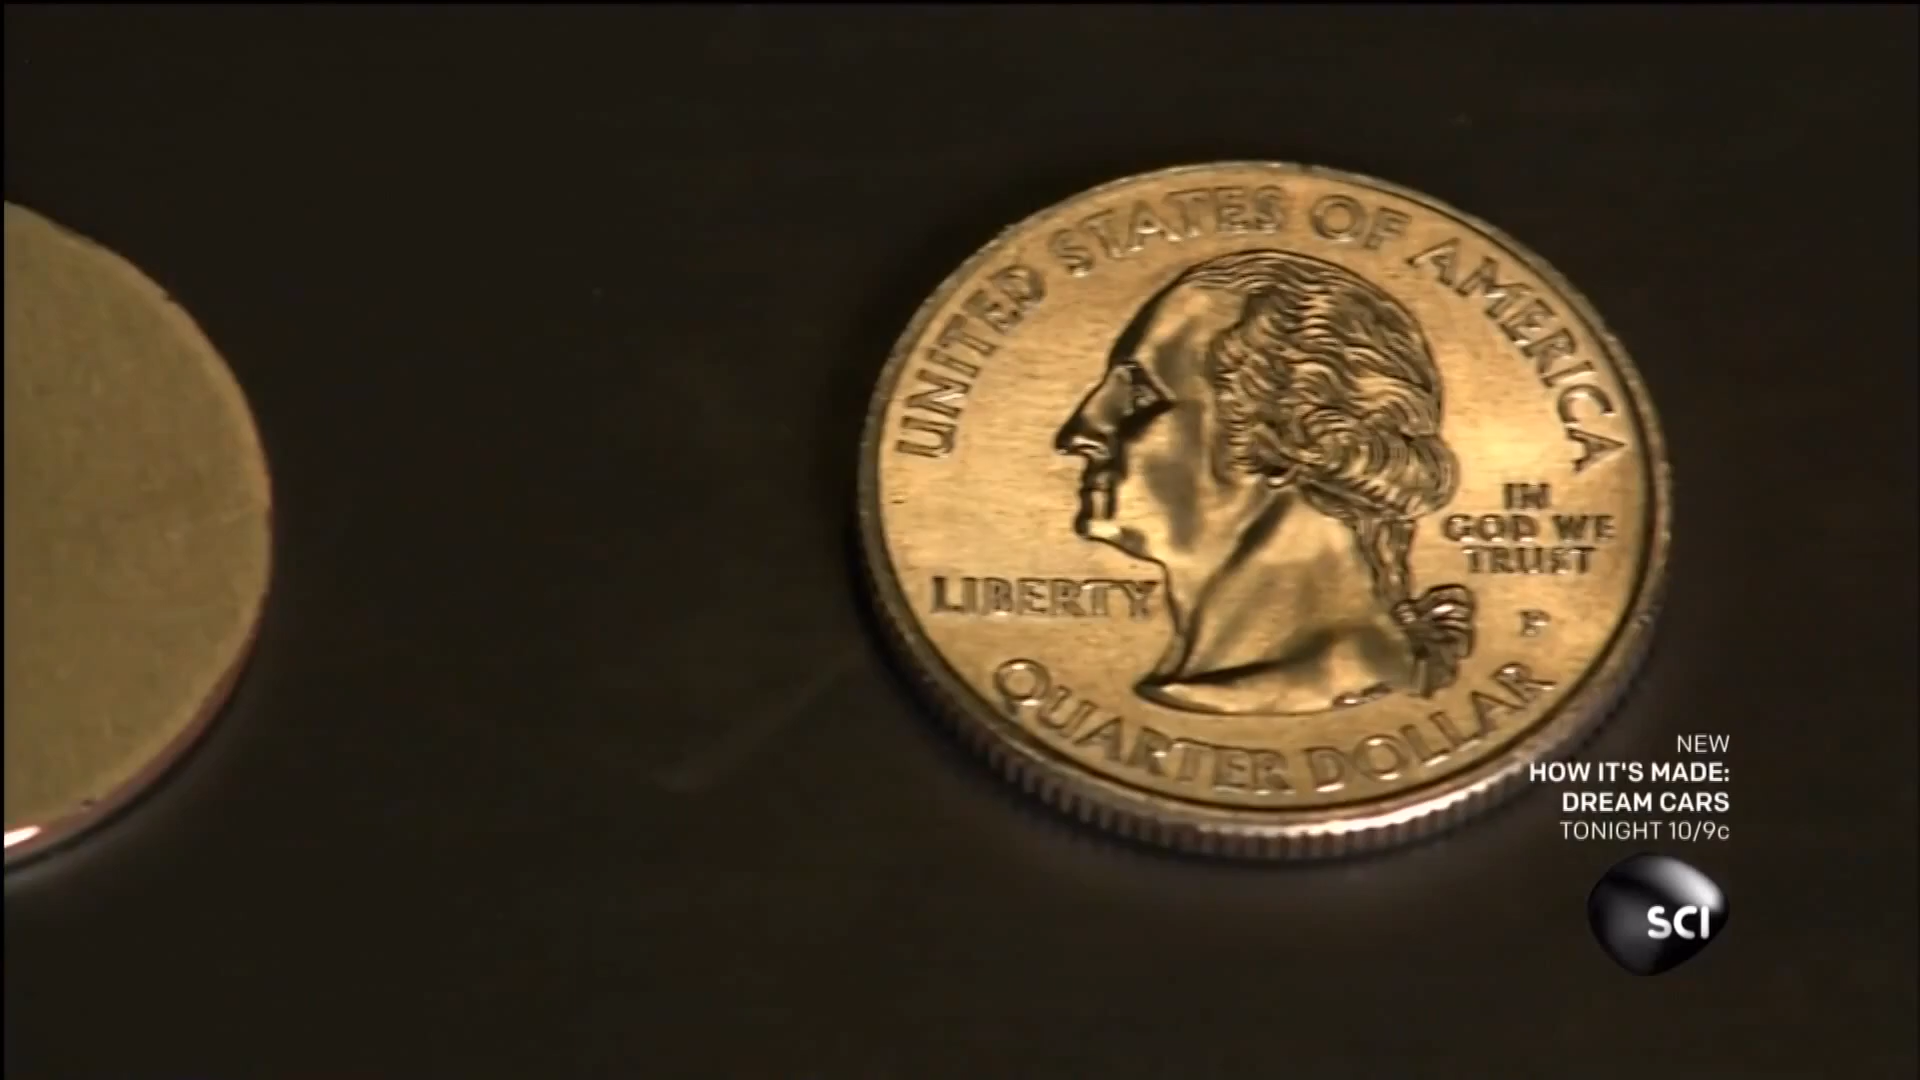 UNITED STATES OF AMERICA
LIBERTY
IN
GOD WE
TRUST
P
QUARTER DOLLAR
NEW
HOW IT'S MADE:
DREAM CARS
TONIGHT 10/9c
SCI